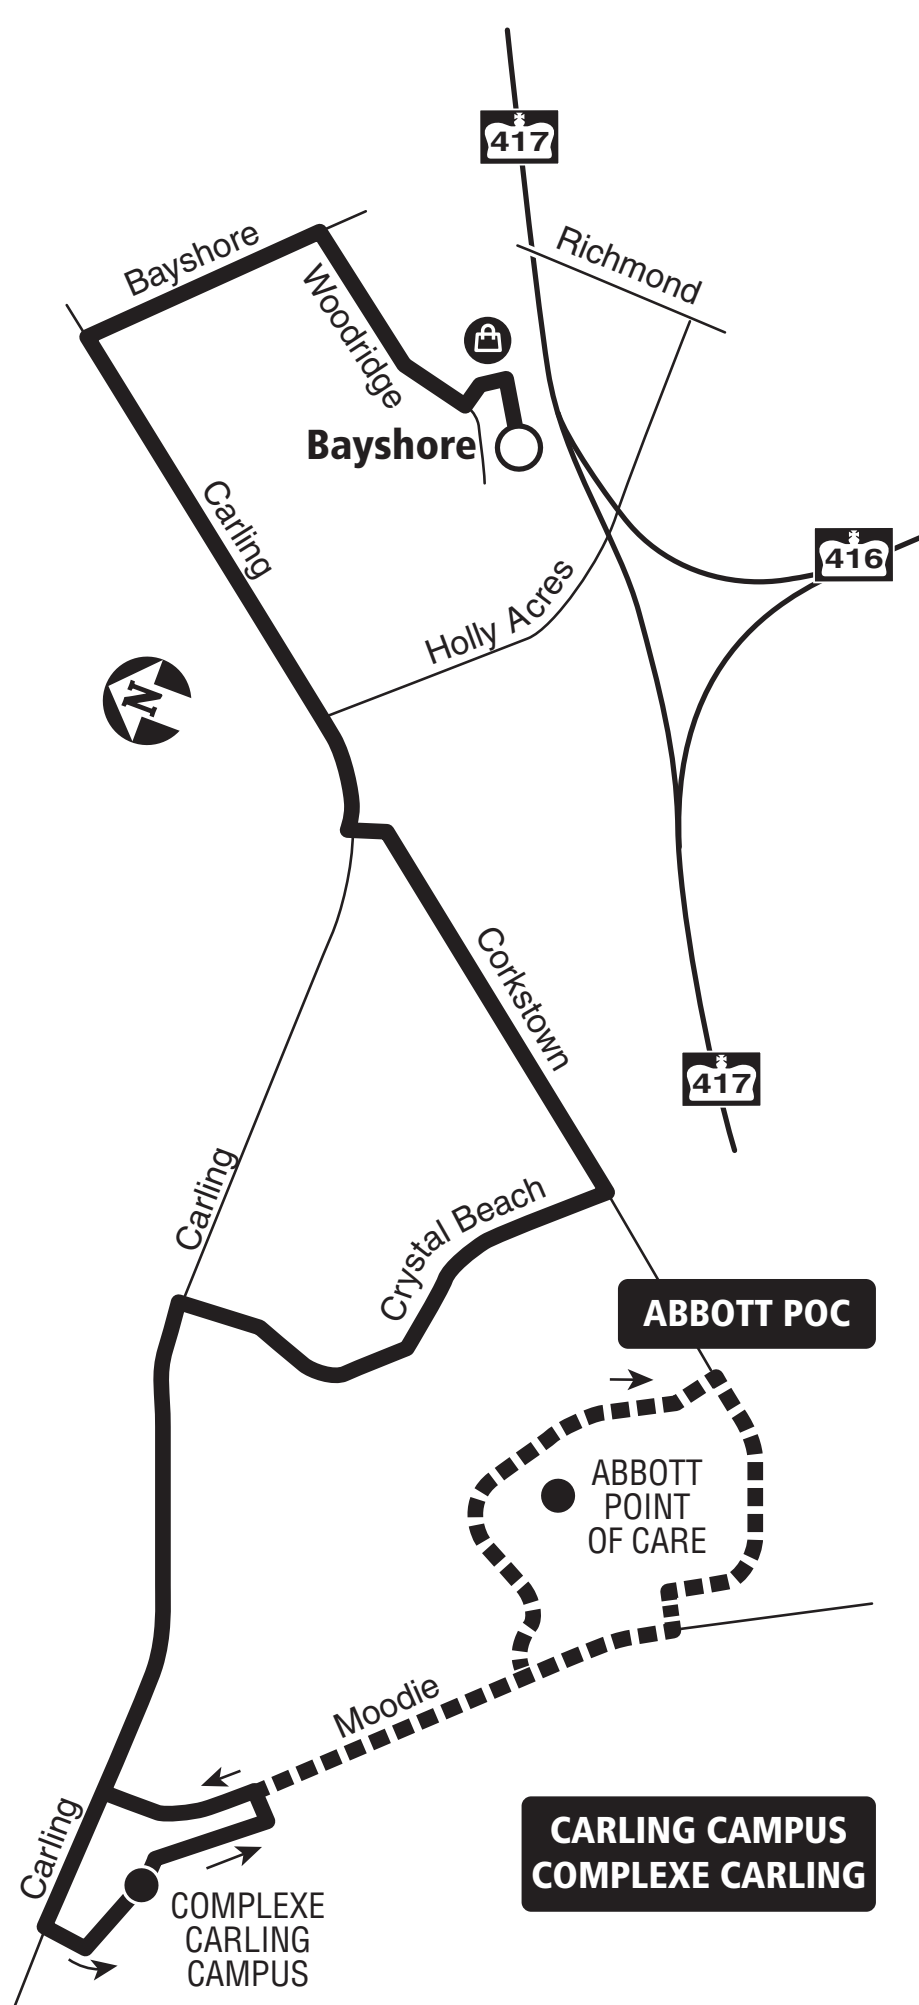 417
Richmond
Bayshore
Woodridge
Bayshore
Carling
416
Holly Acres
N
Corkstown
417
Carling
Crystal Beach
ABBOTT POC
ABBOTT
POINT
OF CARE
Moodie
Carling
CARLING CAMPUS
COMPLEXE CARLING
COMPLEXE
CARLING
CAMPUS